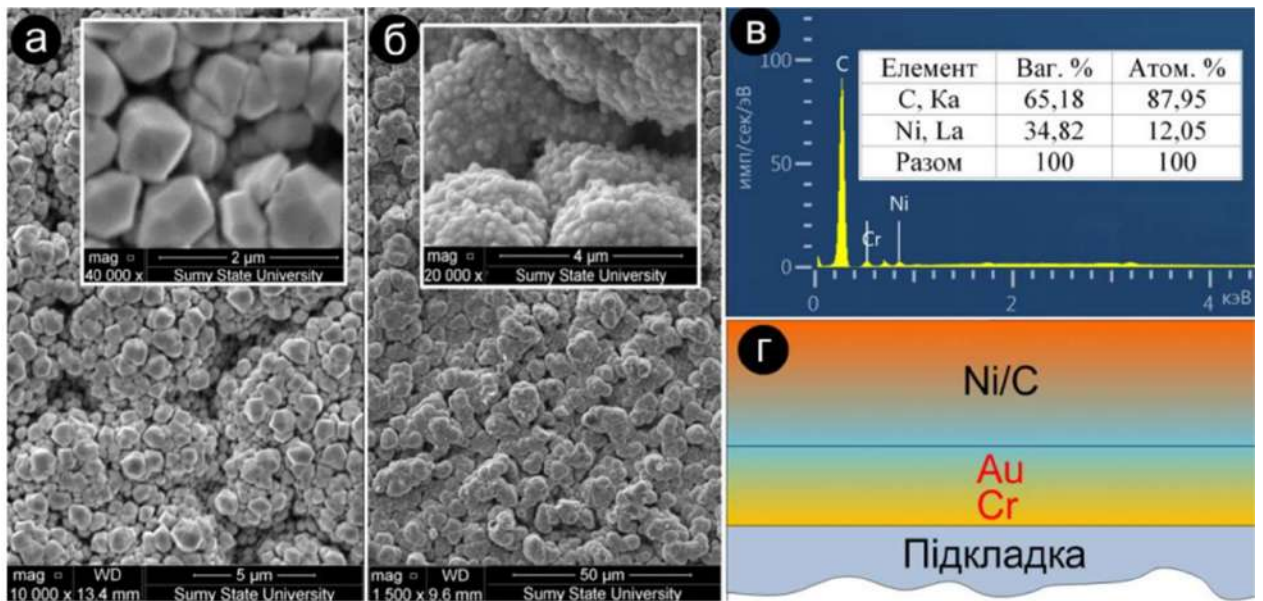 а
mag □
2 µm
40 000 x
Sumy State University
mag □
WD
5 µm
10 000 x
13.4 mm
Sumy State University
б
mag □
4 µm
20 000 x
Sumy State University
mag □
WD
50 µm
1 500 x
9.6 mm
Sumy State University
в
имп/сек/эВ
100
50
0
C
Cr
Ni
Елемент Ваг. % Атом. %
C, Ka 65,18 87,95
Ni, La 34,82 12,05
Разом 100 100
0 2 4 кэВ
г
Ni/C
Au
Cr
Підкладка